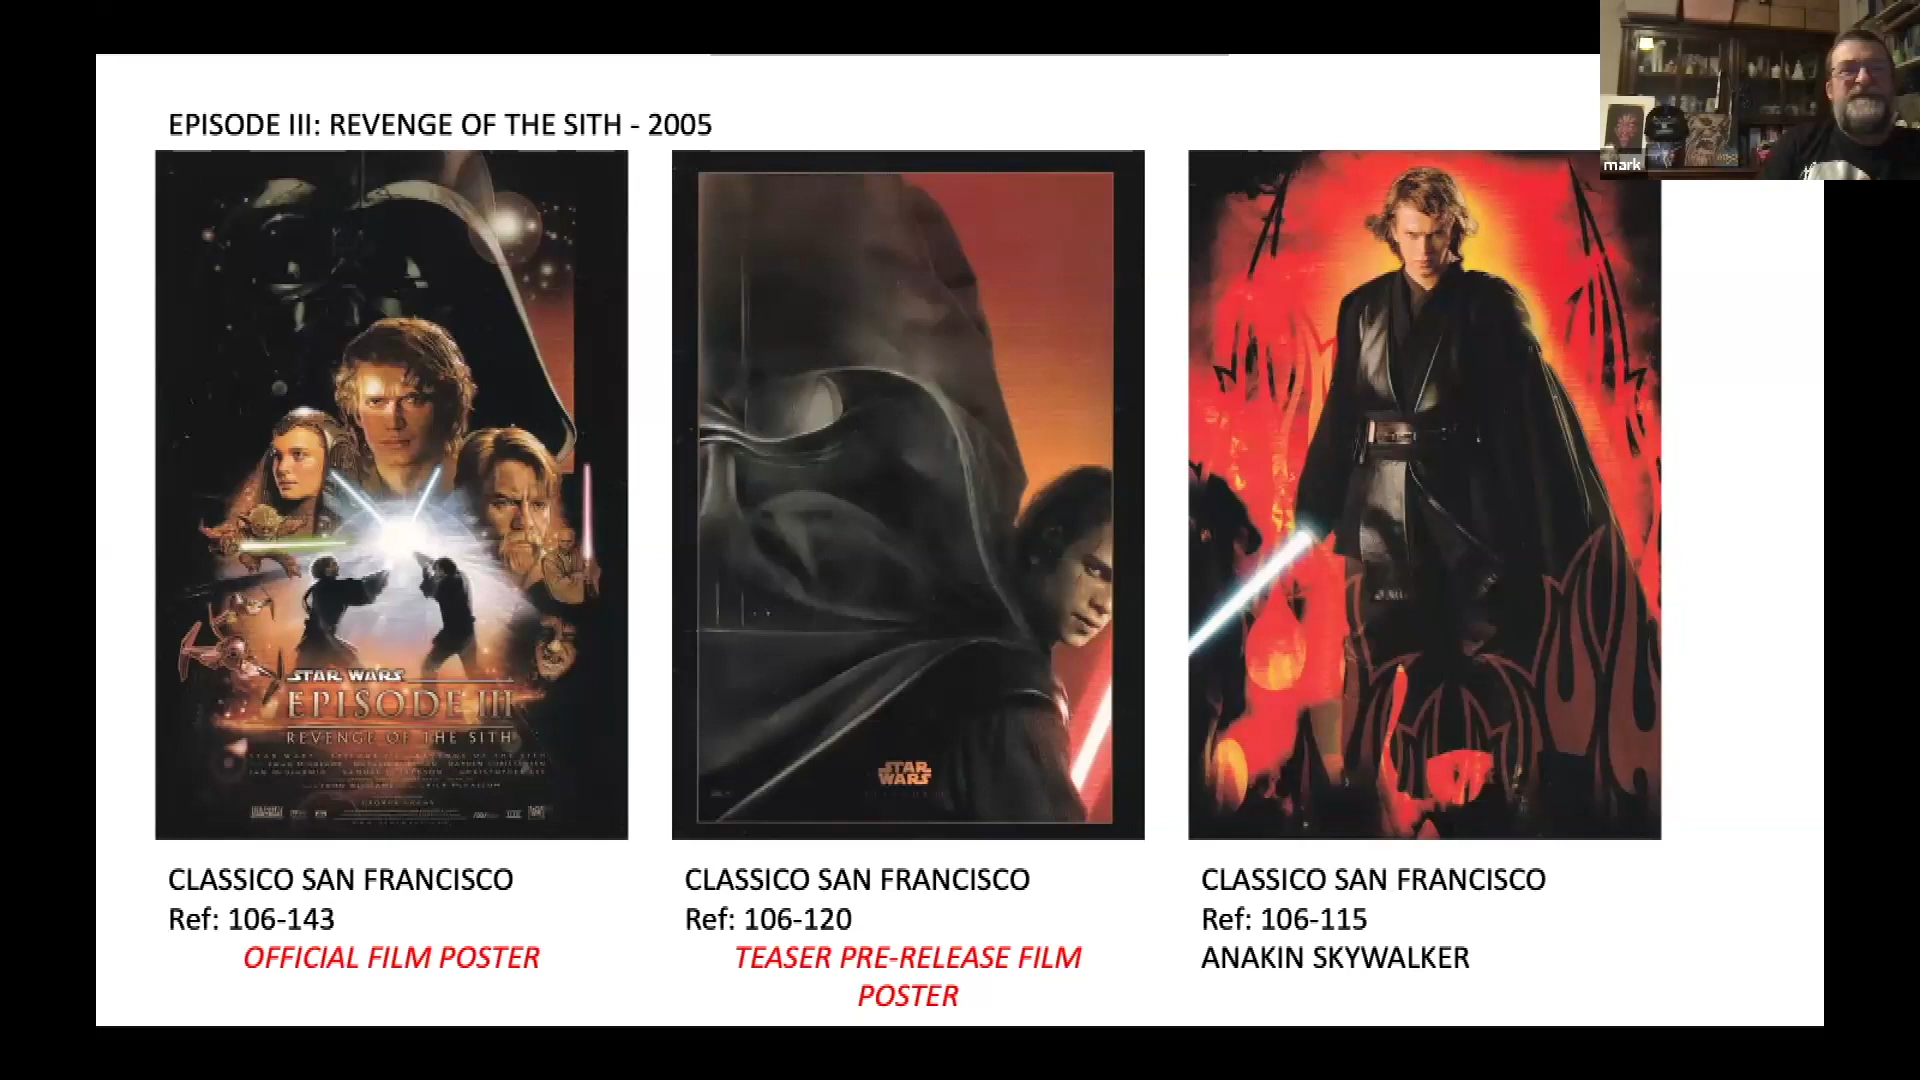 mark
EPISODE III: REVENGE OF THE SITH - 2005
STAR WARS
EPISODE III
REVENGE OF THE SITH
STAR
WARS
CLASSICO SAN FRANCISCO
Ref: 106-143
OFFICIAL FILM POSTER
CLASSICO SAN FRANCISCO
Ref: 106-120
TEASER PRE-RELEASE FILM
POSTER
CLASSICO SAN FRANCISCO
Ref: 106-115
ANAKIN SKYWALKER